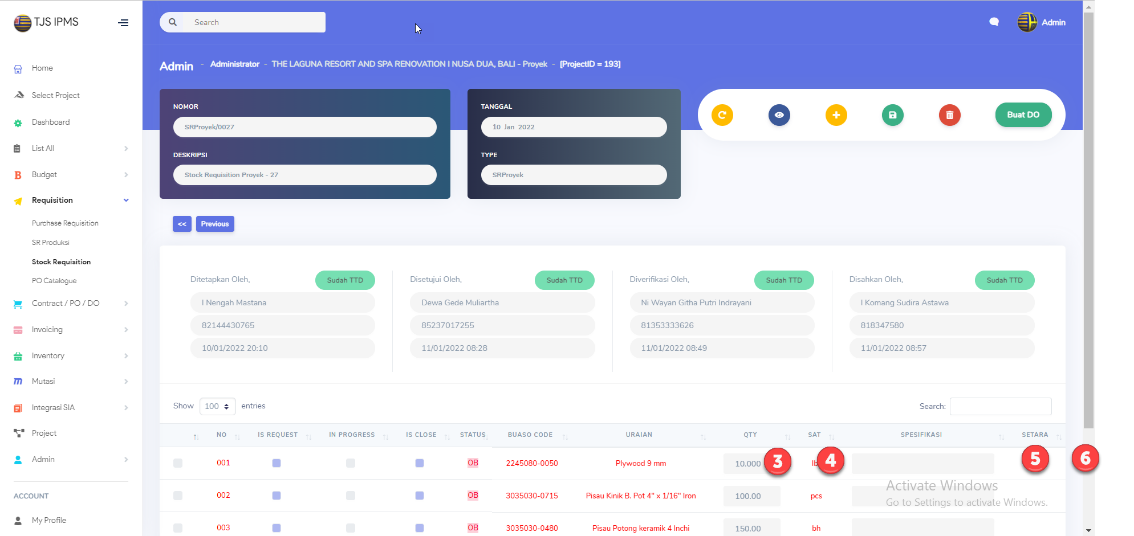 TJS IPMS
Search
Admin
Admin - Administrator - THE LAGUNA RESORT AND SPA RENOVATION I NUSA DUA, BALI - Proyek - [ProjectID = 193]
Home
Select Project
Dashboard
List All
Budget
Requisition
Purchase Requisition
SR Produksi
Stock Requisition
PO Catalogue
Contract / PO / DO
Invoicing
Inventory
Mutasi
Integrasi SIA
Project
Admin
ACCOUNT
My Profile
NOMOR
SRProyek/0027
DESKRIPSI
Stock Requisition Proyek - 27
TANGGAL
10 Jan 2022
TYPE
SRProyek
Buat DO
<< Previous
Ditetapkan Oleh, Sudah TTD
I Nengah Mastana
82144430765
10/01/2022 20:10
Disetujui Oleh, Sudah TTD
Dewa Gede Muliartha
85237017255
11/01/2022 08:28
Diverifikasi Oleh, Sudah TTD
Ni Wayan Githa Putri Indrayani
81353333626
11/01/2022 08:49
Disahkan Oleh, Sudah TTD
I Komang Sudira Astawa
818347580
11/01/2022 08:57
Show 100 entries
Search:
NO IS REQUEST IN PROGRESS IS CLOSE STATUS BUASO CODE URAIAN QTY SAT SPESIFIKASI SETARA
001 OB 2245080-0050 Plywood 9 mm 10.000 3 4 5 6
002 OB 3035030-0715 Pisau Kinik B. Pot 4" x 1/16" Iron 100.00 pcs
003 OB 3035030-0480 Pisau Potong keramik 4 Inchi 150.00 bh
Activate Windows
Go to Settings to activate Windows.